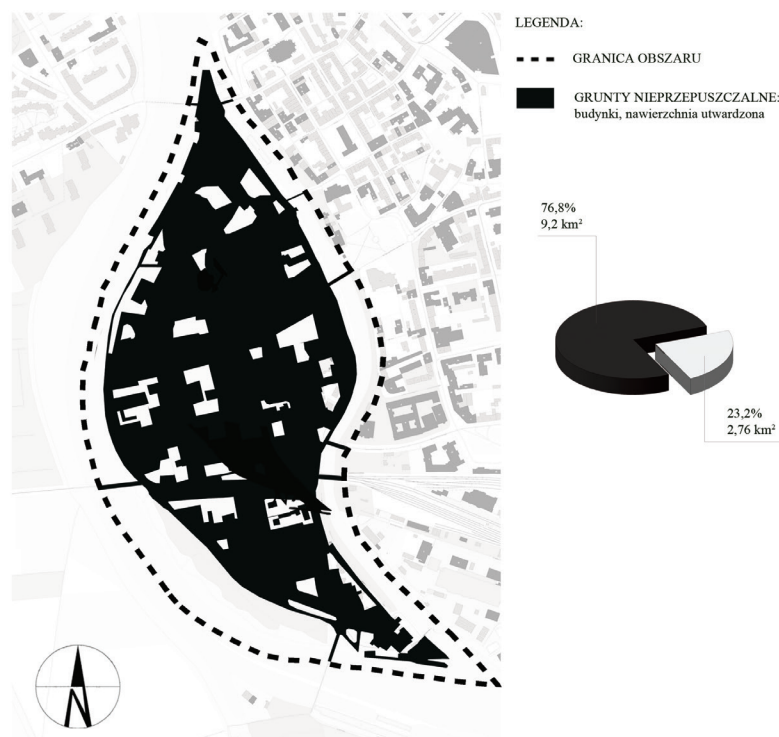 LEGENDA:
GRANICA OBSZARU
GRUNTY NIEPRZEPUSZCZALNE:
budynki, nawierzchnia utwardzona
76,8%
9,2 km²
23,2%
2,76 km²
N